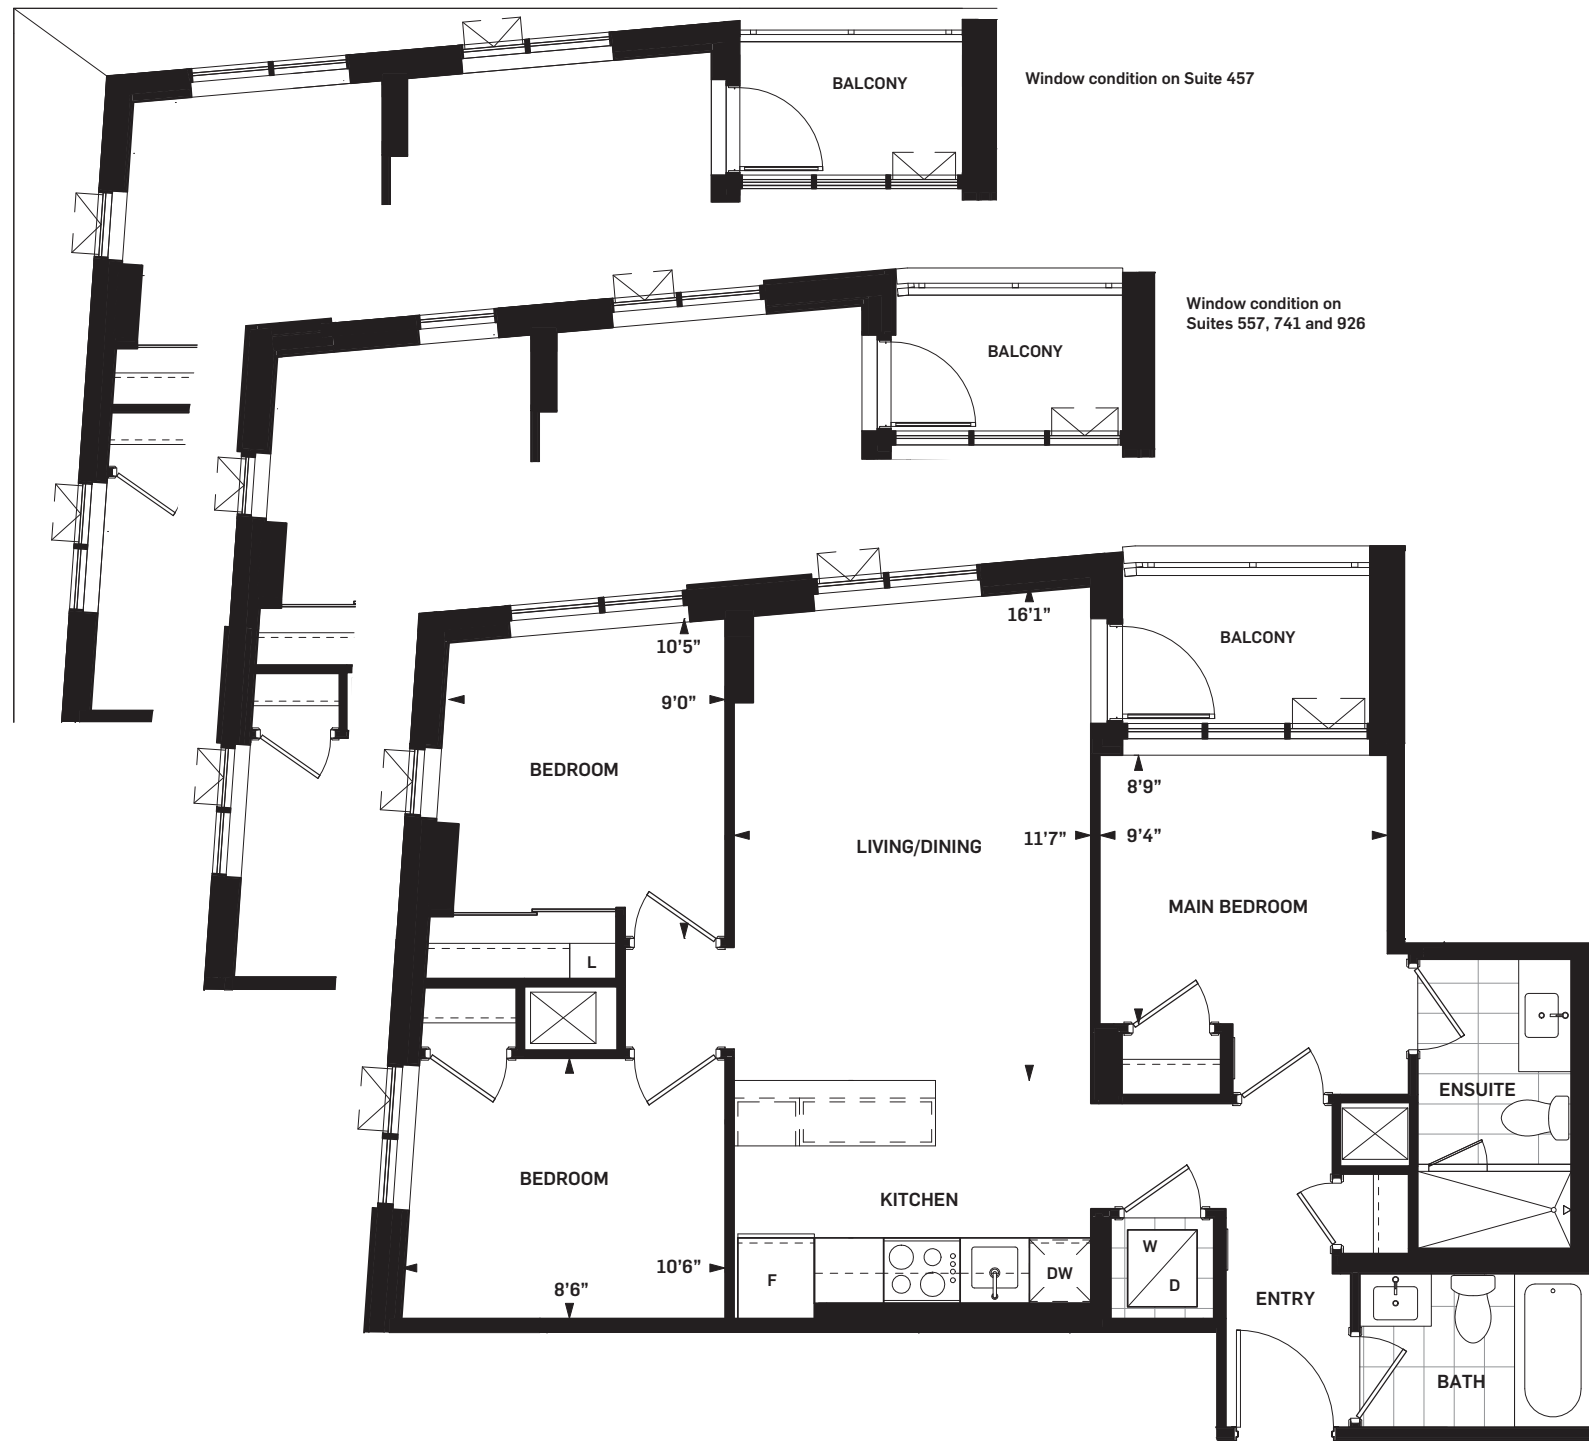 BALCONY
Window condition on Suite 457
Window condition on
Suites 557, 741 and 926
BALCONY
16’1”
10’5”
BALCONY
9’0”
BEDROOM
8’9”
11’7”
9’4”
LIVING/DINING
MAIN BEDROOM
L
ENSUITE
BEDROOM
KITCHEN
W
D
10’6”
F
DW
8’6”
ENTRY
BATH